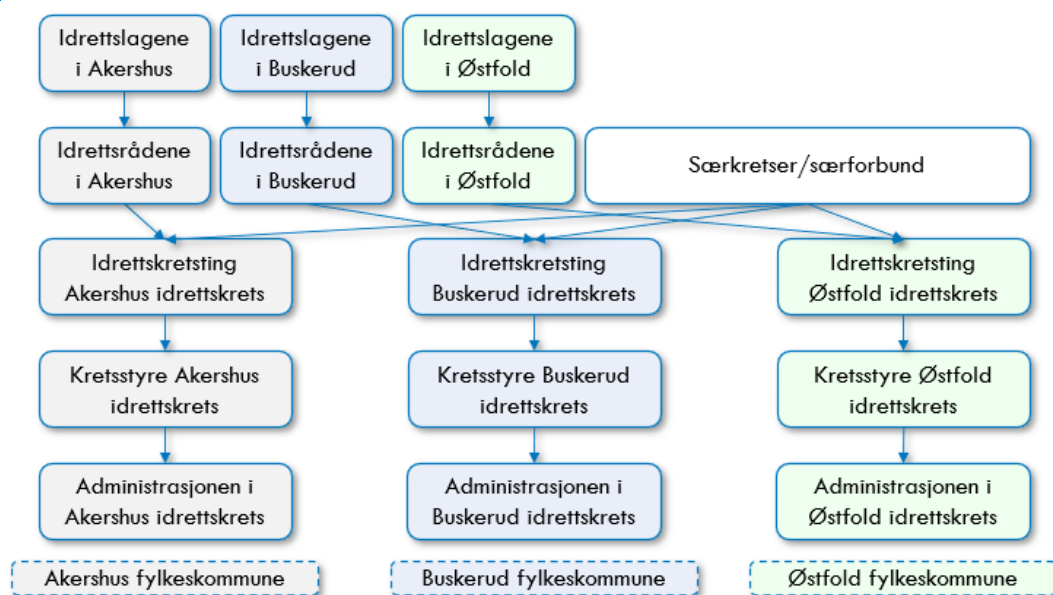 Idrettslagene
i Akershus
Idrettslagene
i Buskerud
Idrettslagene
i Østfold
Idrettsrådene
i Akershus
Idrettsrådene
i Buskerud
Idrettsrådene
i Østfold
Særkretser/særforbund
Idrettskretsting
Akershus idrettskrets
Idrettskretsting
Buskerud idrettskrets
Idrettskretsting
Østfold idrettskrets
Kretsstyre Akershus
idrettskrets
Kretsstyre Buskerud
idrettskrets
Kretsstyre Østfold
idrettskrets
Administrasjonen i
Akershus idrettskrets
Administrasjonen i
Buskerud idrettskrets
Administrasjonen i
Østfold idrettskrets
Akershus fylkeskommune
Buskerud fylkeskommune
Østfold fylkeskommune